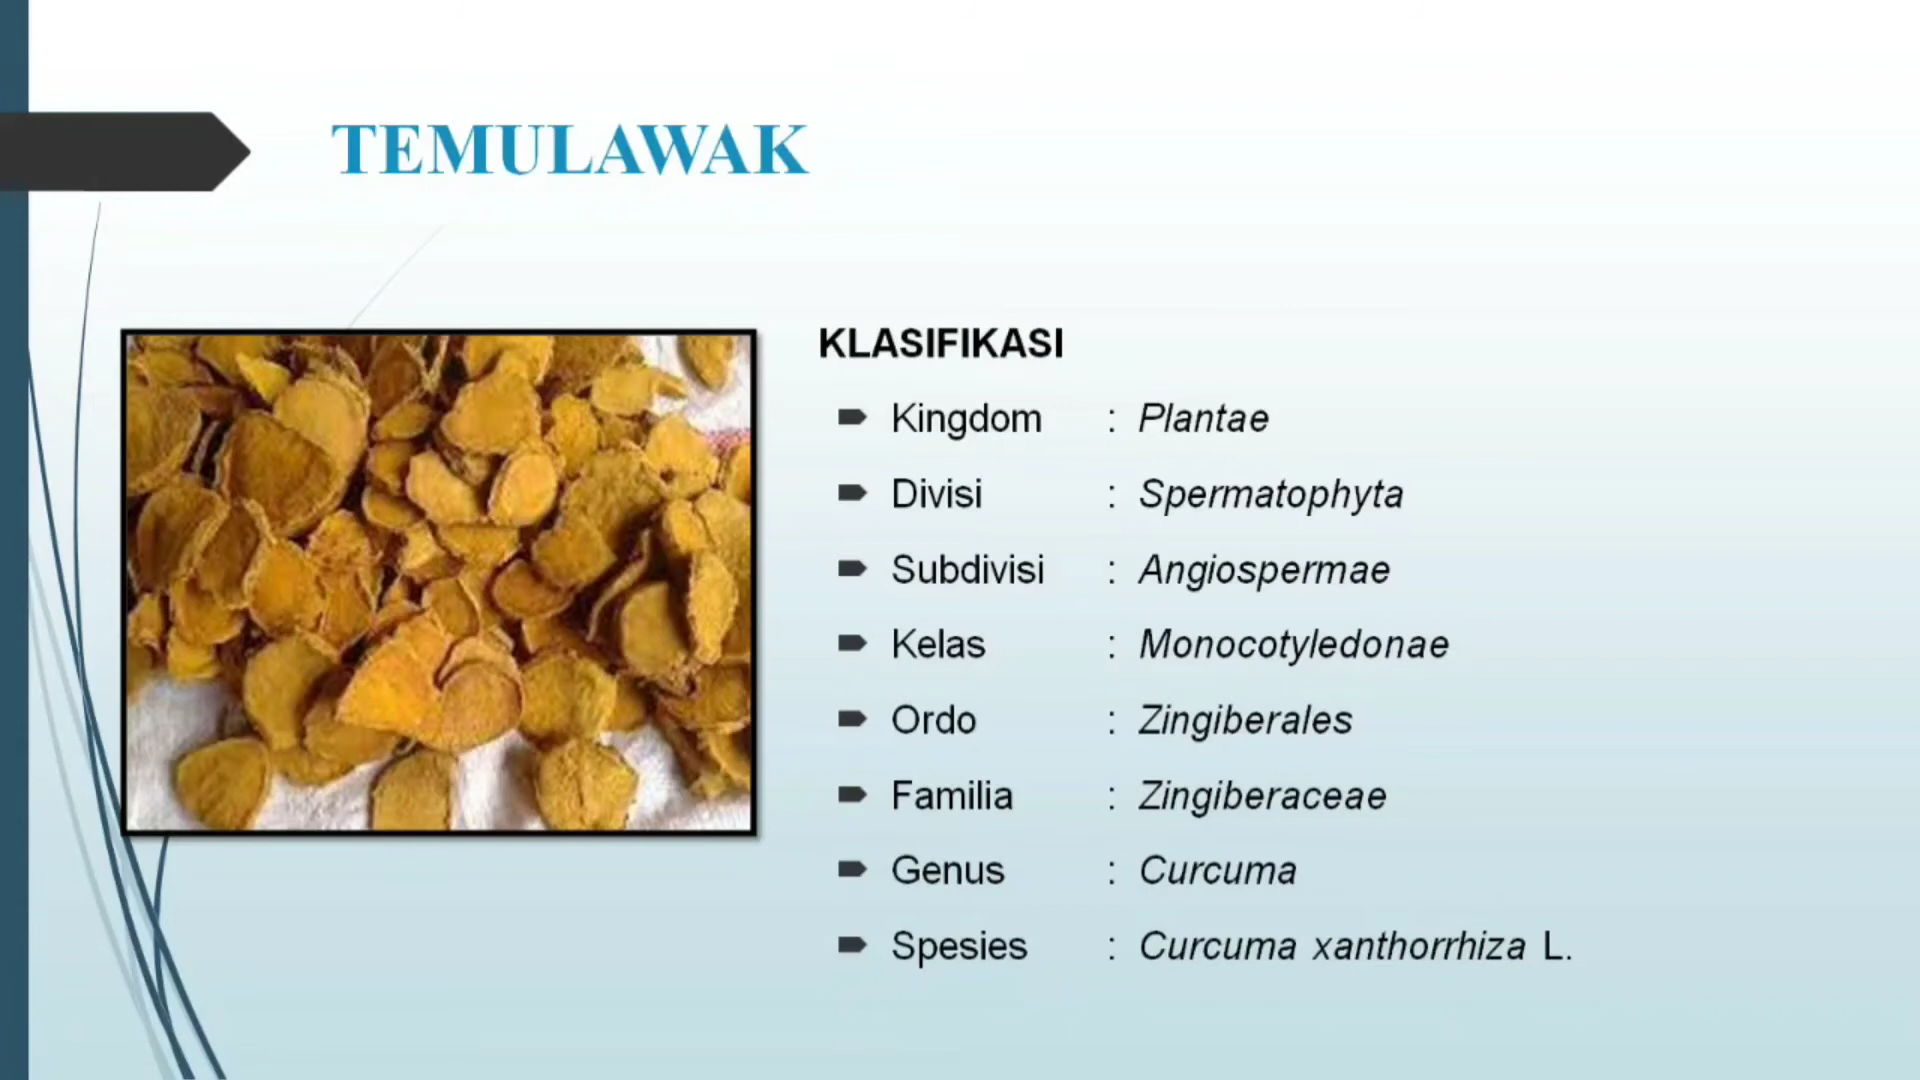 TEMULAWAK
KLASIFIKASI
Kingdom : Plantae
Divisi : Spermatophyta
Subdivisi : Angiospermae
Kelas : Monocotyledonae
Ordo : Zingiberales
Familia : Zingiberaceae
Genus : Curcuma
Spesies : Curcuma xanthorrhiza L.